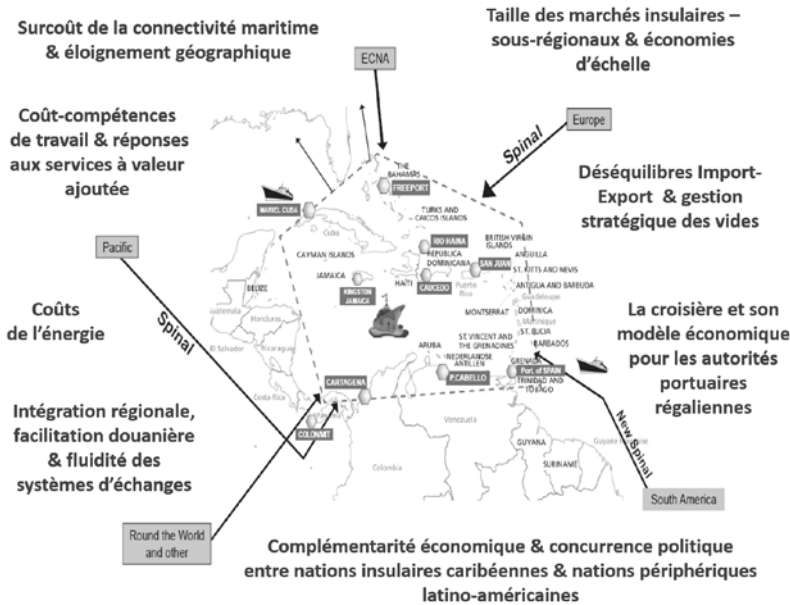 Surcoût de la connectivité maritime
& éloignement géographique
Taille des marchés insulaires –
sous-régionaux & économies
d'échelle
ECNA
Coût-compétences
de travail & réponses
aux services à valeur
ajoutée
Europe
Spinal
Déséquilibres Import-
Export & gestion
stratégique des vides
THE
BAHAMAS
FREEPORT
MARIEL CUBA
TURKS AND
CAICOS ISLANDS
Cuba
Pacific
CAYMAN ISLANDS
RIO HAINA
REPUBLICA
DOMINICANA
BRITISH VIRGIN
ISLANDS
SAN JUAN
ANGUILLA
ST. KITTS AND NEVIS
JAMAICA
KINGSTON
JAMAICA
HAÏTI
CAUCEDO
Puerto
Rico
ANTIGUA AND BARBUDA
Guadeloupe
BELIZE
MONTSERRAT
DOMINICA
Martinique
ST. LUCIA
Guatemala
Honduras
El Salvador
Nicaragua
ST. VINCENT AND
THE GRENADINES
BARBADOS
Coûts
de l'énergie
Spinal
La croisière et son
modèle économique
pour les autorités
portuaires
régaliennes
ARUBA
NEDERLANDSE
ANTILLEN
GRENADA
P.CABELLO
Port. of SPAIN
TRINIDAD AND
TOBAGO
CARTAGENA
Costa Rica
COLON/MIT
Intégration régionale,
facilitation douanière
& fluidité des
systèmes d'échanges
Venezuela
Colombia
GUYANA
SURINAME
New Spinal
South America
Round the World
and other
Complémentarité économique & concurrence politique
entre nations insulaires caribéennes & nations périphériques
latino-américaines